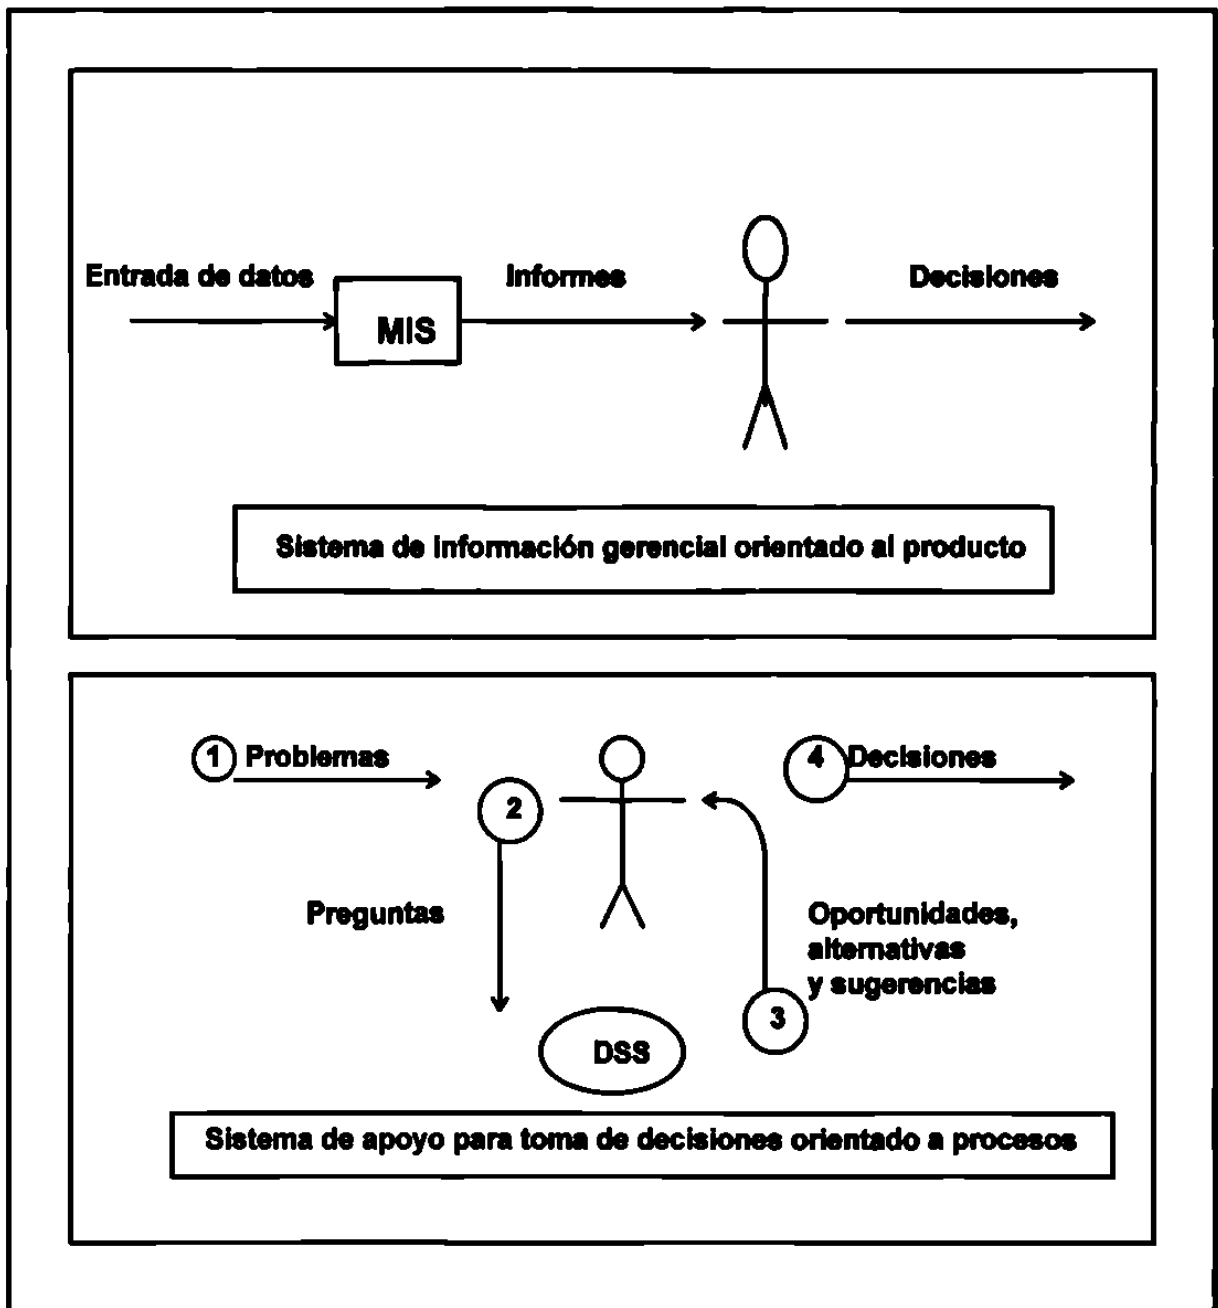 Entrada de datos
Informes
Decisiones
MIS
Sistema de información gerencial orientado al producto
1 Problemas
4 Decisiones
2
Preguntas
Oportunidades,
alternativas
y sugerencias
3
DSS
Sistema de apoyo para toma de decisiones orientado a procesos